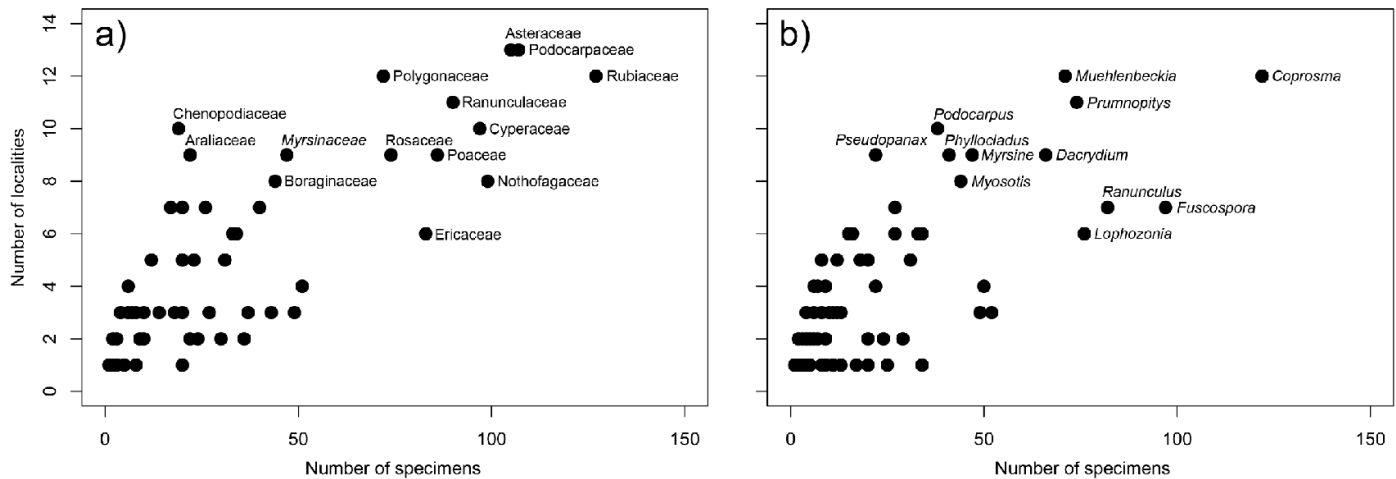 a)
Number of localities
14
12
10
8
6
4
2
0
Asteraceae
Podocarpaceae
Polygonaceae
Rubiaceae
Ranunculaceae
Chenopodiaceae
Cyperaceae
Araliaceae
Myrsinaceae
Rosaceae
Poaceae
Boraginaceae
Nothofagaceae
Ericaceae
0
50
100
150
Number of specimens
b)
Muehlenbeckia
Coprosma
Prumnopitys
Podocarpus
Pseudopanax
Phyllocladus
Myrsine
Dacrydium
Myosotis
Ranunculus
Fuscospora
Lophozonia
0
50
100
150
Number of specimens